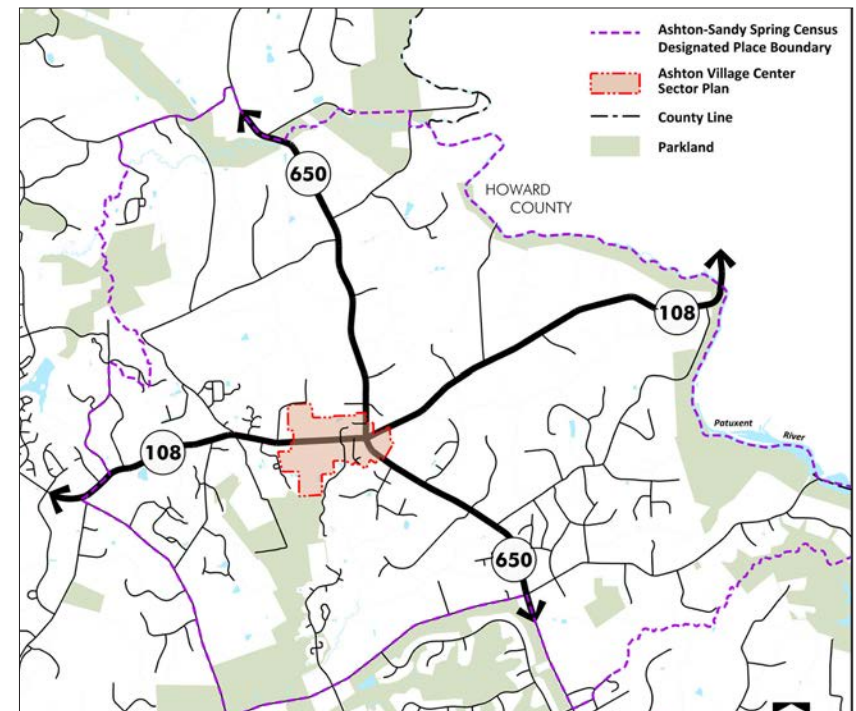 Ashton-Sandy Spring Census
Designated Place Boundary
Ashton Village Center
Sector Plan
County Line
Parkland
650
HOWARD
COUNTY
108
Patuxent River
108
650